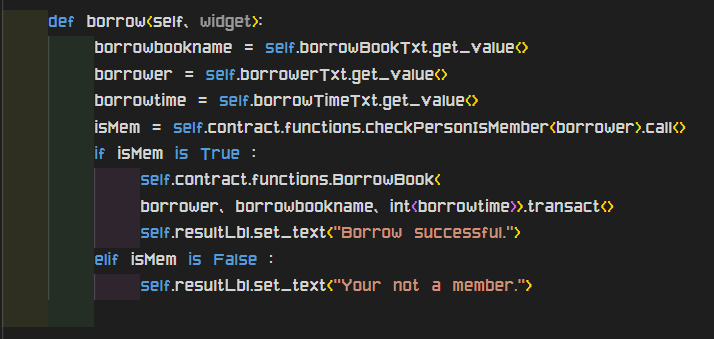 def borrow(self、widget):
borrowbookname = self.borrowBookTxt.get_value()
borrower = self.borrowerTxt.get_value()
borrowtime = self.borrowTimeTxt.get_value()
isMem = self.contract.functions.checkPersonIsMember(borrower).call()
if isMem is True :
self.contract.functions.BorrowBook(
borrower、borrowbookname、int(borrowtime)).transact()
self.resultLbl.set_text("Borrow successful.")
elif isMem is False :
self.resultLbl.set_text("Your not a member.")